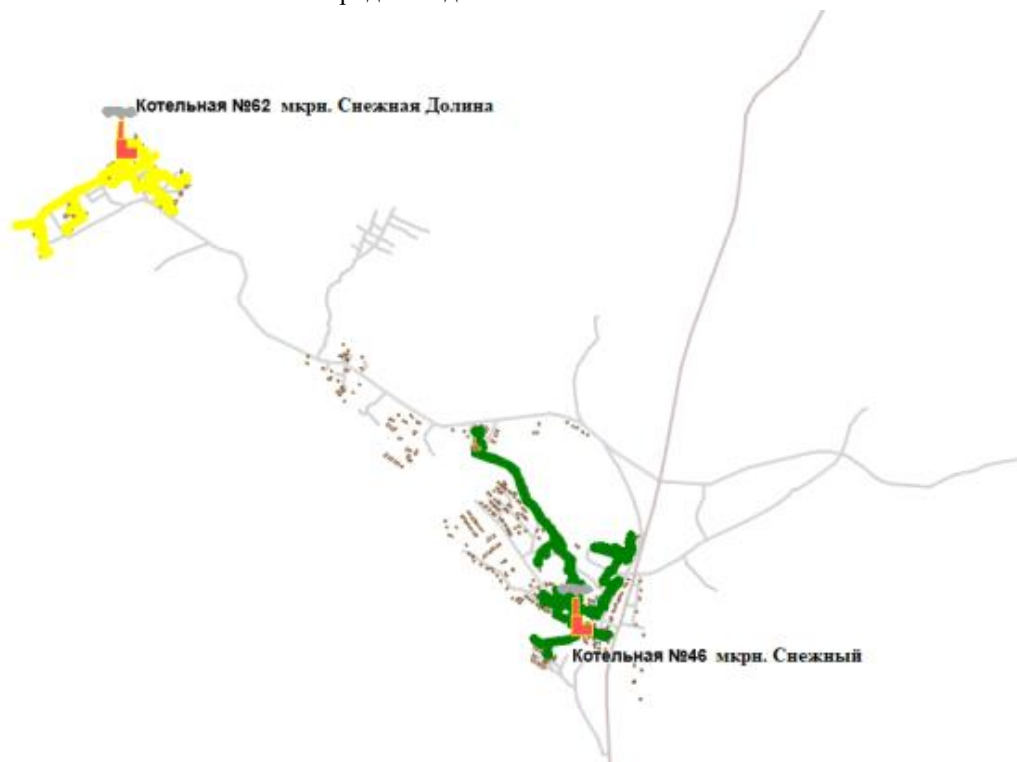 Котельная №62 мкрн. Снежная Долина
Котельная №46 мкрн. Снежный